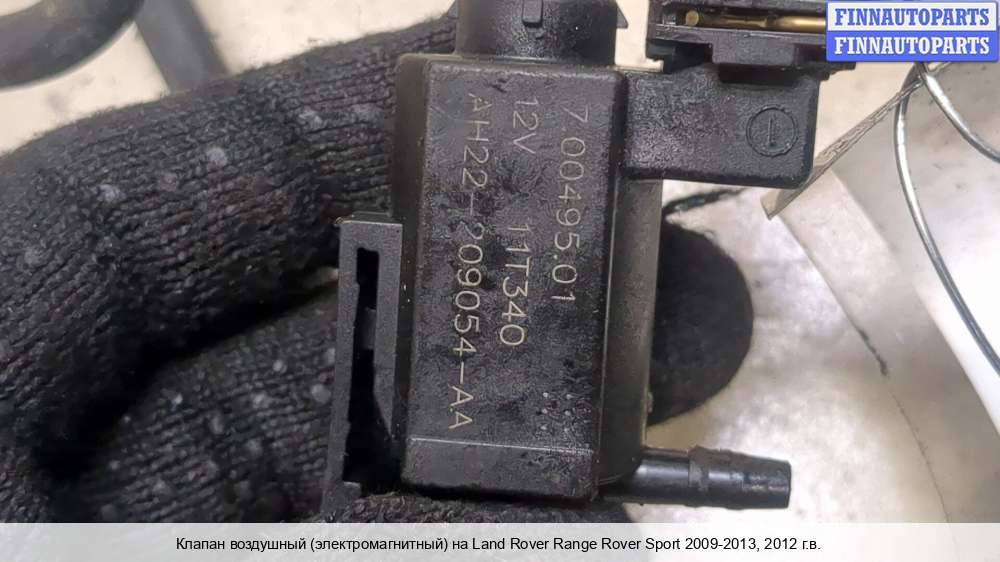 FINNAUTOPARTS
FINNAUTOPARTS
7.00495.01
12V 11T340
AH22-209054-AA
Клапан воздушный (электромагнитный) на Land Rover Range Rover Sport 2009-2013, 2012 г.в.